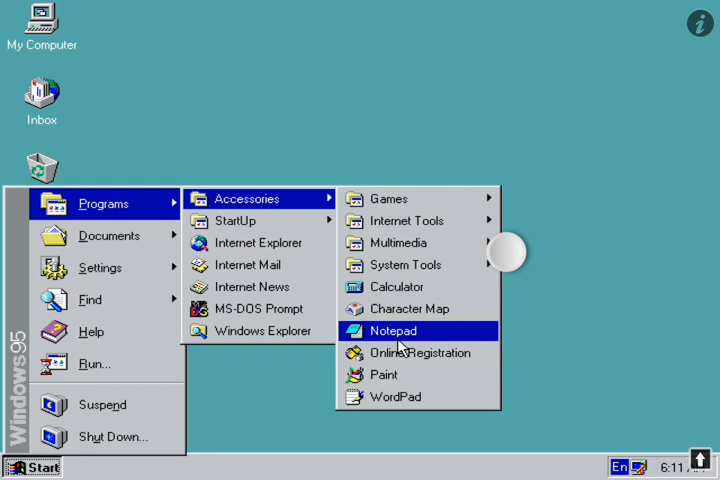 My Computer
Inbox
Programs
Documents
Settings
Find
Help
Run...
Suspend
Shut Down...
Windows95
Accessories
StartUp
Internet Explorer
Internet Mail
Internet News
MS-DOS Prompt
Windows Explorer
Games
Internet Tools
Multimedia
System Tools
Calculator
Character Map
Notepad
Online Registration
Paint
WordPad
Start
En
6:11
i